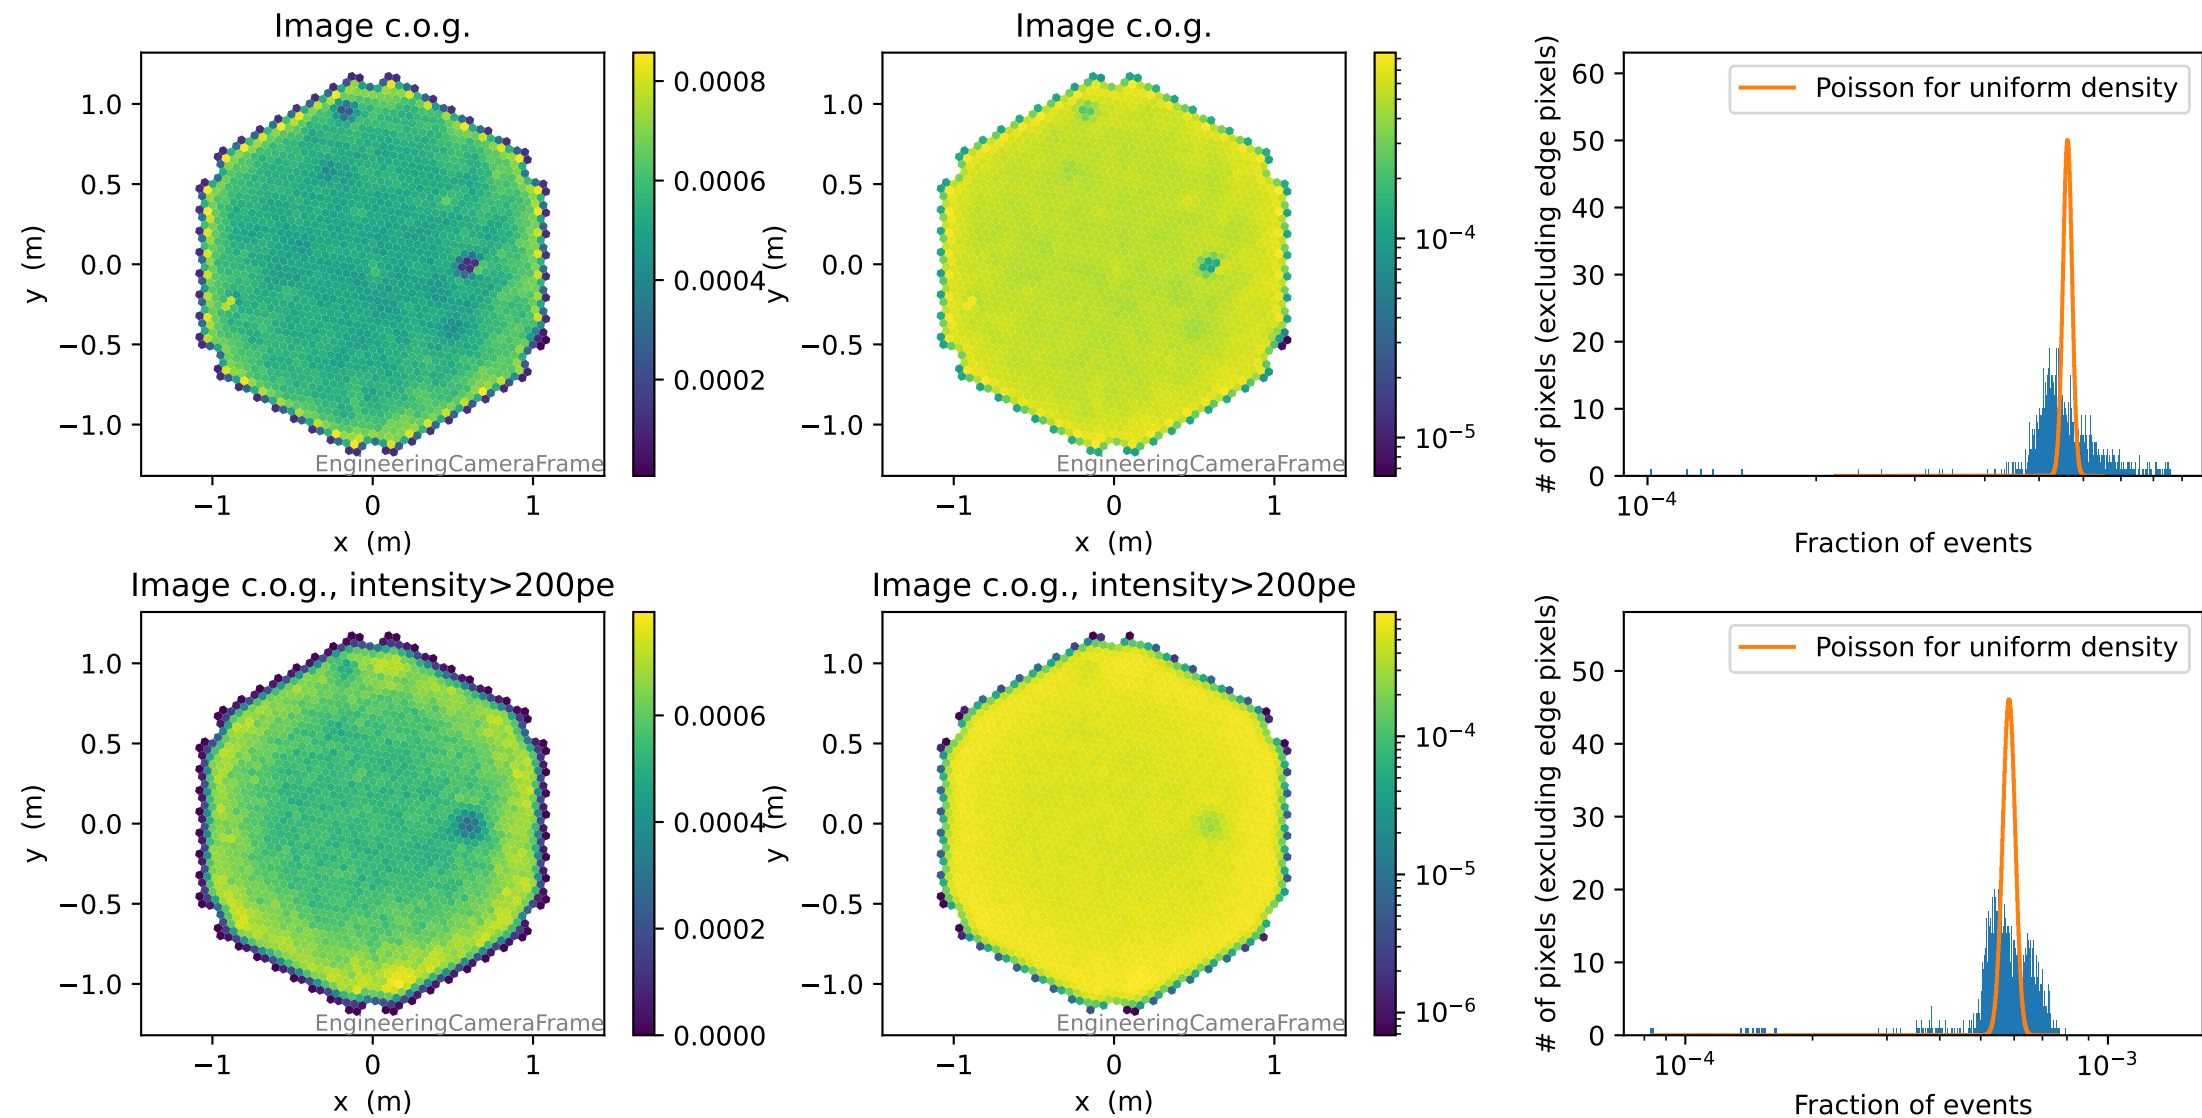 Image c.o.g.
1.0
0.5
0.0
−0.5
−1.0
y (m)
−1
0
1
x (m)
EngineeringCameraFrame
0.0008
0.0006
0.0004
0.0002
Image c.o.g.
1.0
0.5
0.0
−0.5
−1.0
y (m)
−1
0
1
x (m)
EngineeringCameraFrame
10⁻⁴
10⁻⁵
60
50
40
30
20
10
0
# of pixels (excluding edge pixels)
Poisson for uniform density
10⁻⁴
Fraction of events
Image c.o.g., intensity>200pe
1.0
0.5
0.0
−0.5
−1.0
y (m)
−1
0
1
x (m)
EngineeringCameraFrame
0.0006
0.0004
0.0002
0.0000
Image c.o.g., intensity>200pe
1.0
0.5
0.0
−0.5
−1.0
y (m)
−1
0
1
x (m)
EngineeringCameraFrame
10⁻⁴
10⁻⁵
10⁻⁶
50
40
30
20
10
0
# of pixels (excluding edge pixels)
Poisson for uniform density
10⁻⁴
10⁻³
Fraction of events